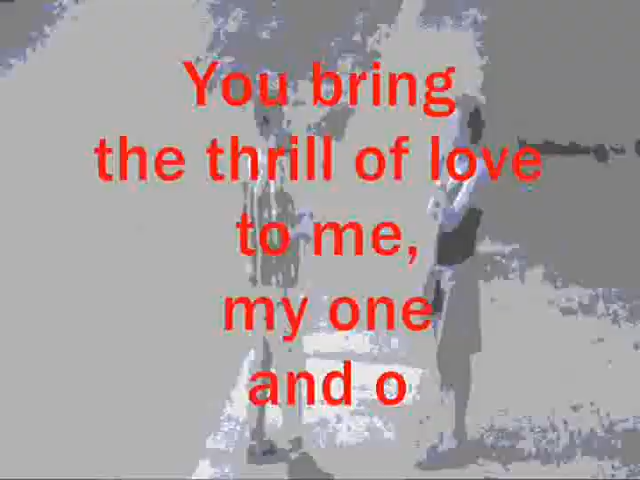 You bring
the thrill of love
to me,
my one
and o